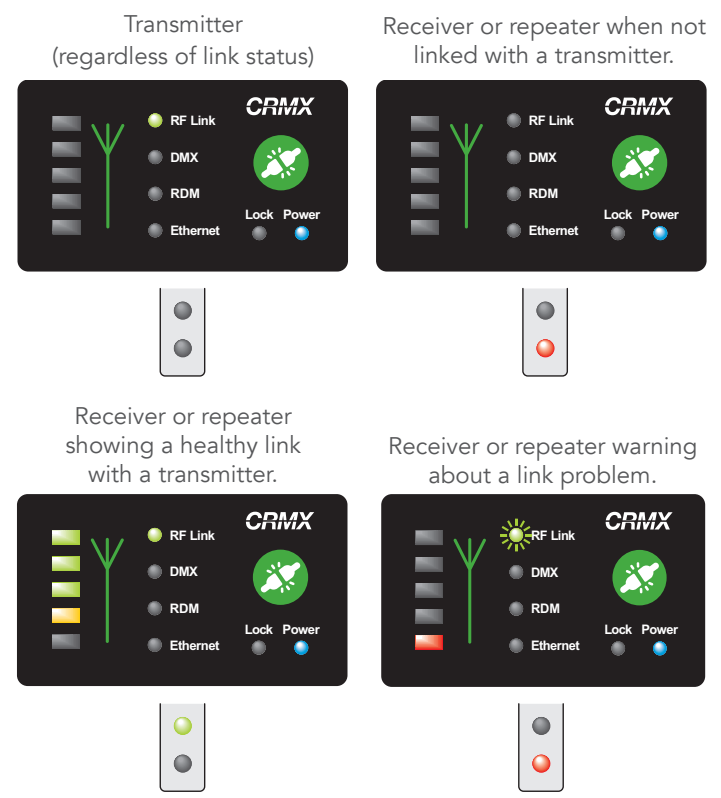 Transmitter
(regardless of link status)
CRMX
RF Link
DMX
RDM
Lock Power
Ethernet
Receiver or repeater when not
linked with a transmitter.
CRMX
RF Link
DMX
RDM
Lock Power
Ethernet
Receiver or repeater
showing a healthy link
with a transmitter.
CRMX
RF Link
DMX
RDM
Lock Power
Ethernet
Receiver or repeater warning
about a link problem.
CRMX
RF Link
DMX
RDM
Lock Power
Ethernet